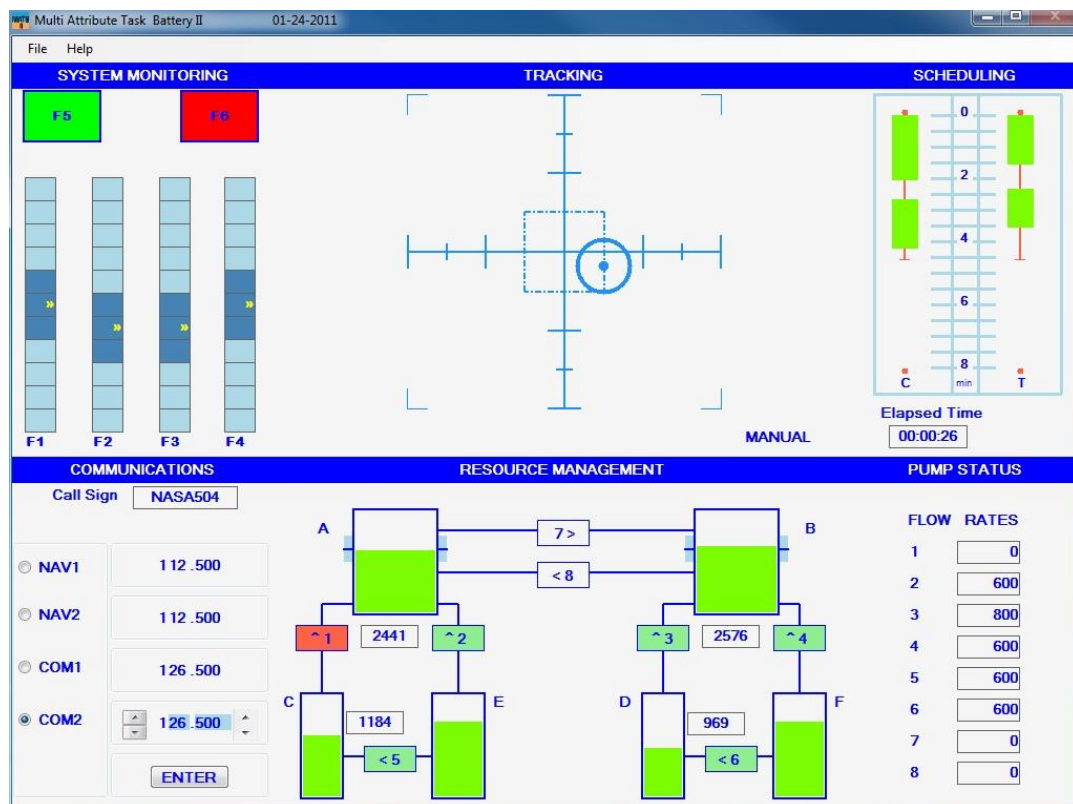 Multi Attribute Task Battery II 01-24-2011
File Help
SYSTEM MONITORING
F5 F6
F1 F2 F3 F4
TRACKING
MANUAL
SCHEDULING
0
2
4
6
8
C min T
Elapsed Time
00:00:26
COMMUNICATIONS
Call Sign NASA504
NAV1 112.500
NAV2 112.500
COM1 126.500
COM2 126.500
ENTER
RESOURCE MANAGEMENT
A B
7 >
< 8
^ 1 2441 ^ 2 ^ 3 2576 ^ 4
C E D F
1184 969
< 5 < 6
PUMP STATUS
FLOW RATES
1 0
2 600
3 800
4 600
5 600
6 600
7 0
8 0